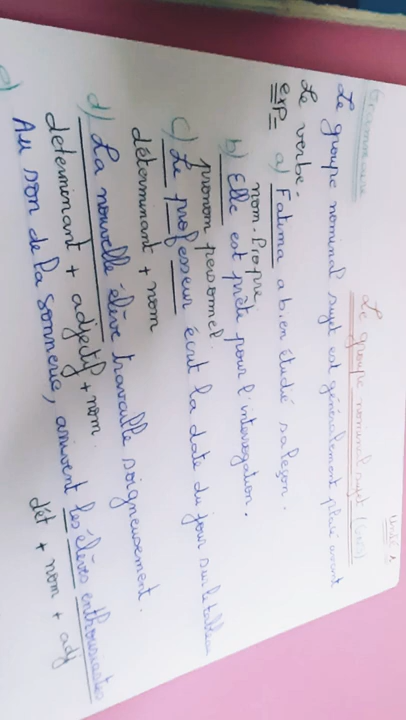 Unité 1
Grammaire
Le groupe nominal sujet (GNS)
Le groupe nominal sujet est généralement placé avant
Le verbe.
exp= a) Fatima a bien étudié sa leçon.
nom. Propre
b) Elle est prête pour l'interrogation.
pronom personnel
c) Le professeur écrit la date du jour sur le tableau
déterminant + nom
d) La nouvelle élève travaille soigneusement.
determinant + adjectif + nom.
e) Au son de la sonnerie, arrivent les élèves enthousiastes
dét + nom + adj